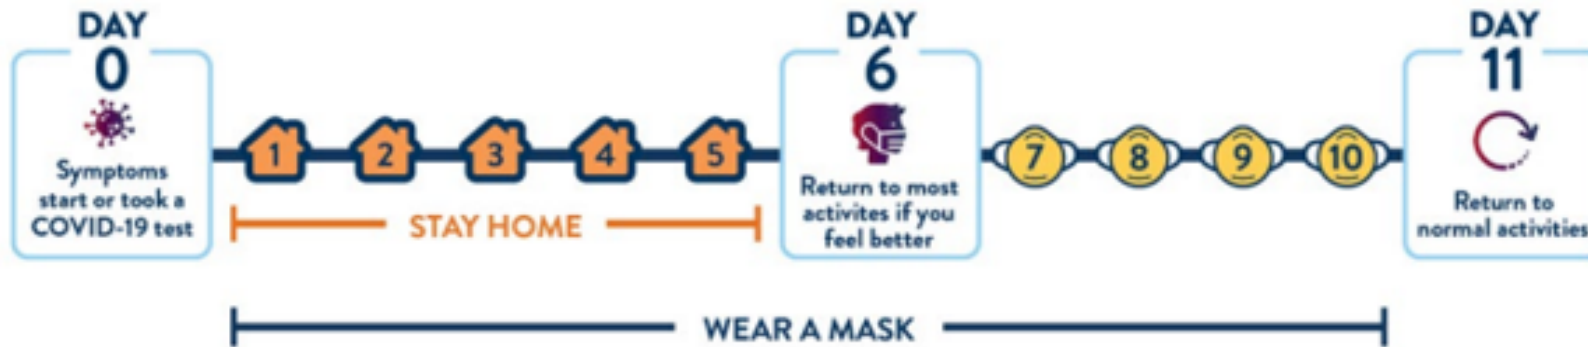 DAY
0
Symptoms
start or took a
COVID-19 test
1
2
3
4
5
STAY HOME
DAY
6
Return to most
activites if you
feel better
7
8
9
10
DAY
11
Return to
normal activities
WEAR A MASK